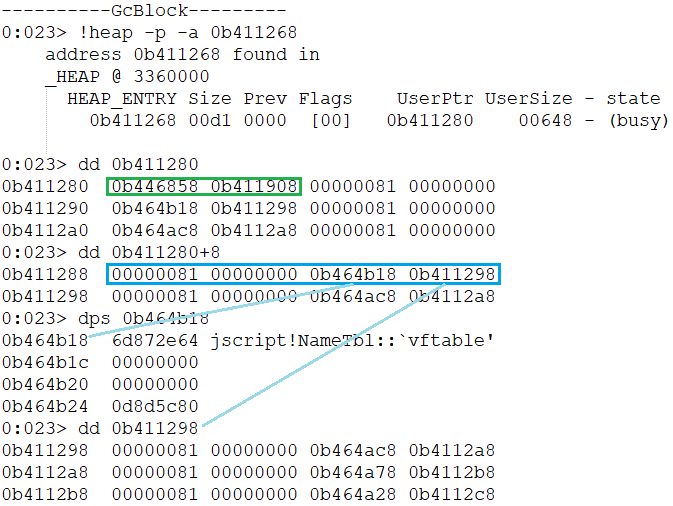 ----------GcBlock---------
0:023> !heap -p -a 0b411268
address 0b411268 found in
_HEAP @ 3360000
HEAP_ENTRY Size Prev Flags UserPtr UserSize - state
0b411268 00d1 0000 [00] 0b411280 00648 - (busy)
0:023> dd 0b411280
0b411280 0b446858 0b411908 00000081 00000000
0b411290 0b464b18 0b411298 00000081 00000000
0b4112a0 0b464ac8 0b4112a8 00000081 00000000
0:023> dd 0b411280+8
0b411288 00000081 00000000 0b464b18 0b411298
0b411298 00000081 00000000 0b464ac8 0b4112a8
0:023> dps 0b464b18
0b464b18 6d872e64 jscript!NameTbl::`vftable'
0b464b1c 00000000
0b464b20 00000000
0b464b24 0d8d5c80
0:023> dd 0b411298
0b411298 00000081 00000000 0b464ac8 0b4112a8
0b4112a8 00000081 00000000 0b464a78 0b4112b8
0b4112b8 00000081 00000000 0b464a28 0b4112c8